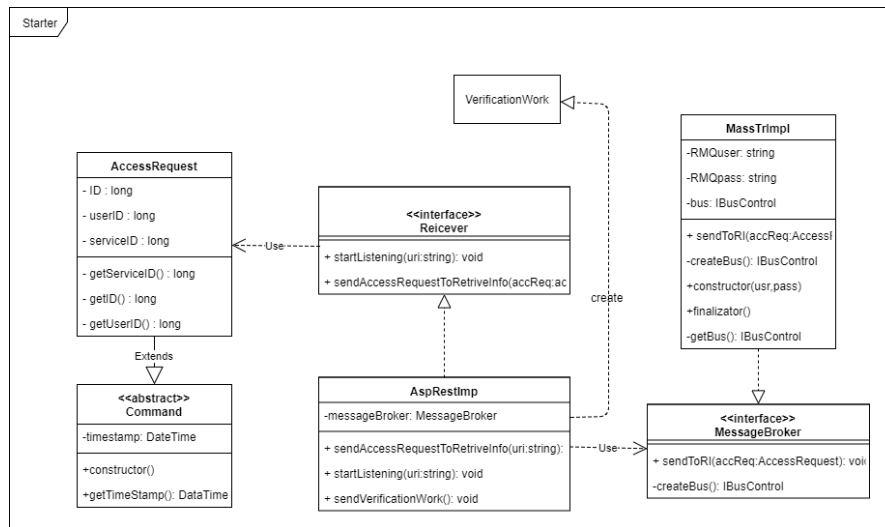 Starter
VerificationWork
MassTrImpl
-RMQuser: string
-RMQpass: string
-bus: IBusControl
+ sendToRI(accReq:AccessF
-createBus(): IBusControl
+constructor(usr,pass)
+finalizator()
-getBus(): IBusControl
AccessRequest
- ID : long
- userID : long
- serviceID : long
- getServiceID() : long
- getID() : long
- getUserID() : long
Use
<<interface>>
Reicever
+ startListening(uri:string): void
+ sendAccessRequestToRetriveInfo(accReq:ac
create
Extends
<<abstract>>
Command
-timestamp: DateTime
+constructor()
+getTimeStamp(): DataTime
AspRestImp
-messageBroker: MessageBroker
+ sendAccessRequestToRetriveInfo(uri:string):
+ startListening(uri:string): void
+ sendVerificationWork(): void
Use
<<interface>>
MessageBroker
+ sendToRI(accReq:AccessRequest): voi
-createBus(): IBusControl